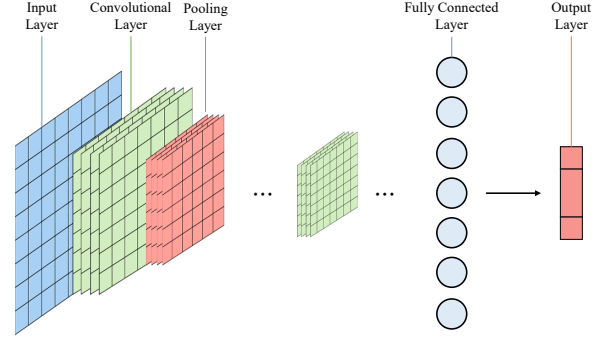 Input
Layer
Convolutional
Layer
Pooling
Layer
Fully Connected
Layer
Output
Layer
...
...